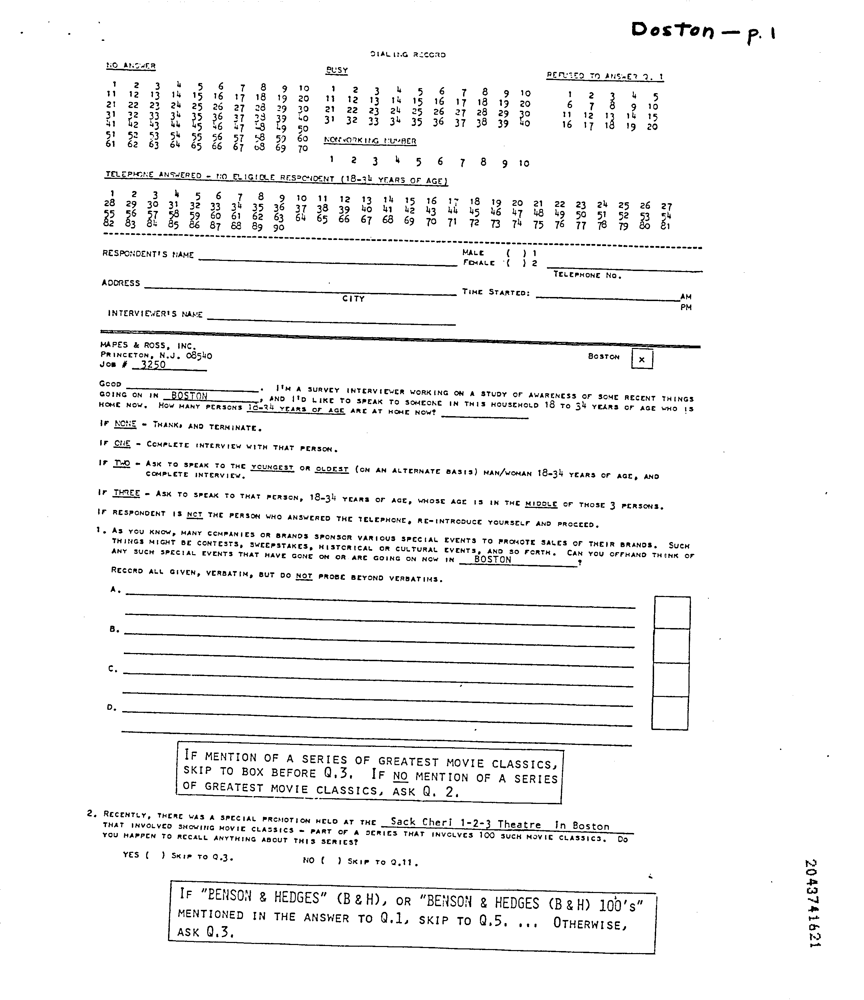 Doston - p. 1
DIALING RECORD
NO ANSWER
BUSY
REFUSED TO ANSWER Q. 1
1 2 3 4 5 6 7 8 9 10 1 2 3 4 5 6 7 8 9 10 1 2 3 4 5
11 12 13 14 15 16 17 18 19 20 11 12 13 14 15 16 17 18 19 20 6 7 8 9 10
21 22 23 24 25 26 27 28 29 30 21 22 23 24 25 26 27 28 29 30 11 12 13 14 15
31 32 33 34 35 36 37 38 39 40 31 32 33 34 35 36 37 38 39 40 16 17 18 19 20
41 42 43 44 45 46 47 48 49 50
51 52 53 54 55 56 57 58 59 60 NONWORKING NUMBER
61 62 63 64 65 66 67 68 69 70
1 2 3 4 5 6 7 8 9 10
TELEPHONE ANSWERED - NO ELIGIBLE RESPONDENT (18-34 YEARS OF AGE)
1 2 3 4 5 6 7 8 9 10 11 12 13 14 15 16 17 18 19 20 21 22 23 24 25 26 27
28 29 30 31 32 33 34 35 36 37 38 39 40 41 42 43 44 45 46 47 48 49 50 51 52 53 54
55 56 57 58 59 60 61 62 63 64 65 66 67 68 69 70 71 72 73 74 75 76 77 78 79 80 81
82 83 84 85 86 87 88 89 90
RESPONDENT'S NAME MALE ( ) 1
FEMALE ( ) 2
TELEPHONE NO.
ADDRESS TIME STARTED: AM
CITY PM
INTERVIEWER'S NAME
MAPES & ROSS, INC.
PRINCETON, N.J. 08540 BOSTON X
JOB # 3250
GOOD . I'M A SURVEY INTERVIEWER WORKING ON A STUDY OF AWARENESS OF SOME RECENT THINGS
GOING ON IN BOSTON , AND I'D LIKE TO SPEAK TO SOMEONE IN THIS HOUSEHOLD 18 TO 34 YEARS OF AGE WHO IS
HOME NOW. HOW MANY PERSONS 18-34 YEARS OF AGE ARE AT HOME NOW?
IF NONE - THANK, AND TERMINATE.
IF ONE - COMPLETE INTERVIEW WITH THAT PERSON.
IF TWO - ASK TO SPEAK TO THE YOUNGEST OR OLDEST (ON AN ALTERNATE BASIS) MAN/WOMAN 18-34 YEARS OF AGE, AND
COMPLETE INTERVIEW.
IF THREE - ASK TO SPEAK TO THAT PERSON, 18-34 YEARS OF AGE, WHOSE AGE IS IN THE MIDDLE OF THOSE 3 PERSONS.
IF RESPONDENT IS NOT THE PERSON WHO ANSWERED THE TELEPHONE, RE-INTRODUCE YOURSELF AND PROCEED.
1. AS YOU KNOW, MANY COMPANIES OR BRANDS SPONSOR VARIOUS SPECIAL EVENTS TO PROMOTE SALES OF THEIR BRANDS. SUCH
THINGS MIGHT BE CONTESTS, SWEEPSTAKES, HISTORICAL OR CULTURAL EVENTS, AND SO FORTH. CAN YOU OFFHAND THINK OF
ANY SUCH SPECIAL EVENTS THAT HAVE GONE ON OR ARE GOING ON NOW IN BOSTON ?
RECORD ALL GIVEN, VERBATIM, BUT DO NOT PROBE BEYOND VERBATIMS.
A.
B.
C.
D.
IF MENTION OF A SERIES OF GREATEST MOVIE CLASSICS,
SKIP TO BOX BEFORE Q.3. IF NO MENTION OF A SERIES
OF GREATEST MOVIE CLASSICS, ASK Q. 2.
2. RECENTLY, THERE WAS A SPECIAL PROMOTION HELD AT THE Sack Cheri 1-2-3 Theatre in Boston
THAT INVOLVED SHOWING MOVIE CLASSICS - PART OF A SERIES THAT INVOLVES 100 SUCH MOVIE CLASSICS. DO
YOU HAPPEN TO RECALL ANYTHING ABOUT THIS SERIES?
YES ( ) SKIP TO Q.3. NO ( ) SKIP TO Q.11.
IF "BENSON & HEDGES" (B & H), OR "BENSON & HEDGES (B & H) 100's"
MENTIONED IN THE ANSWER TO Q.1, SKIP TO Q.5. ... OTHERWISE,
ASK Q.3.
2043741621